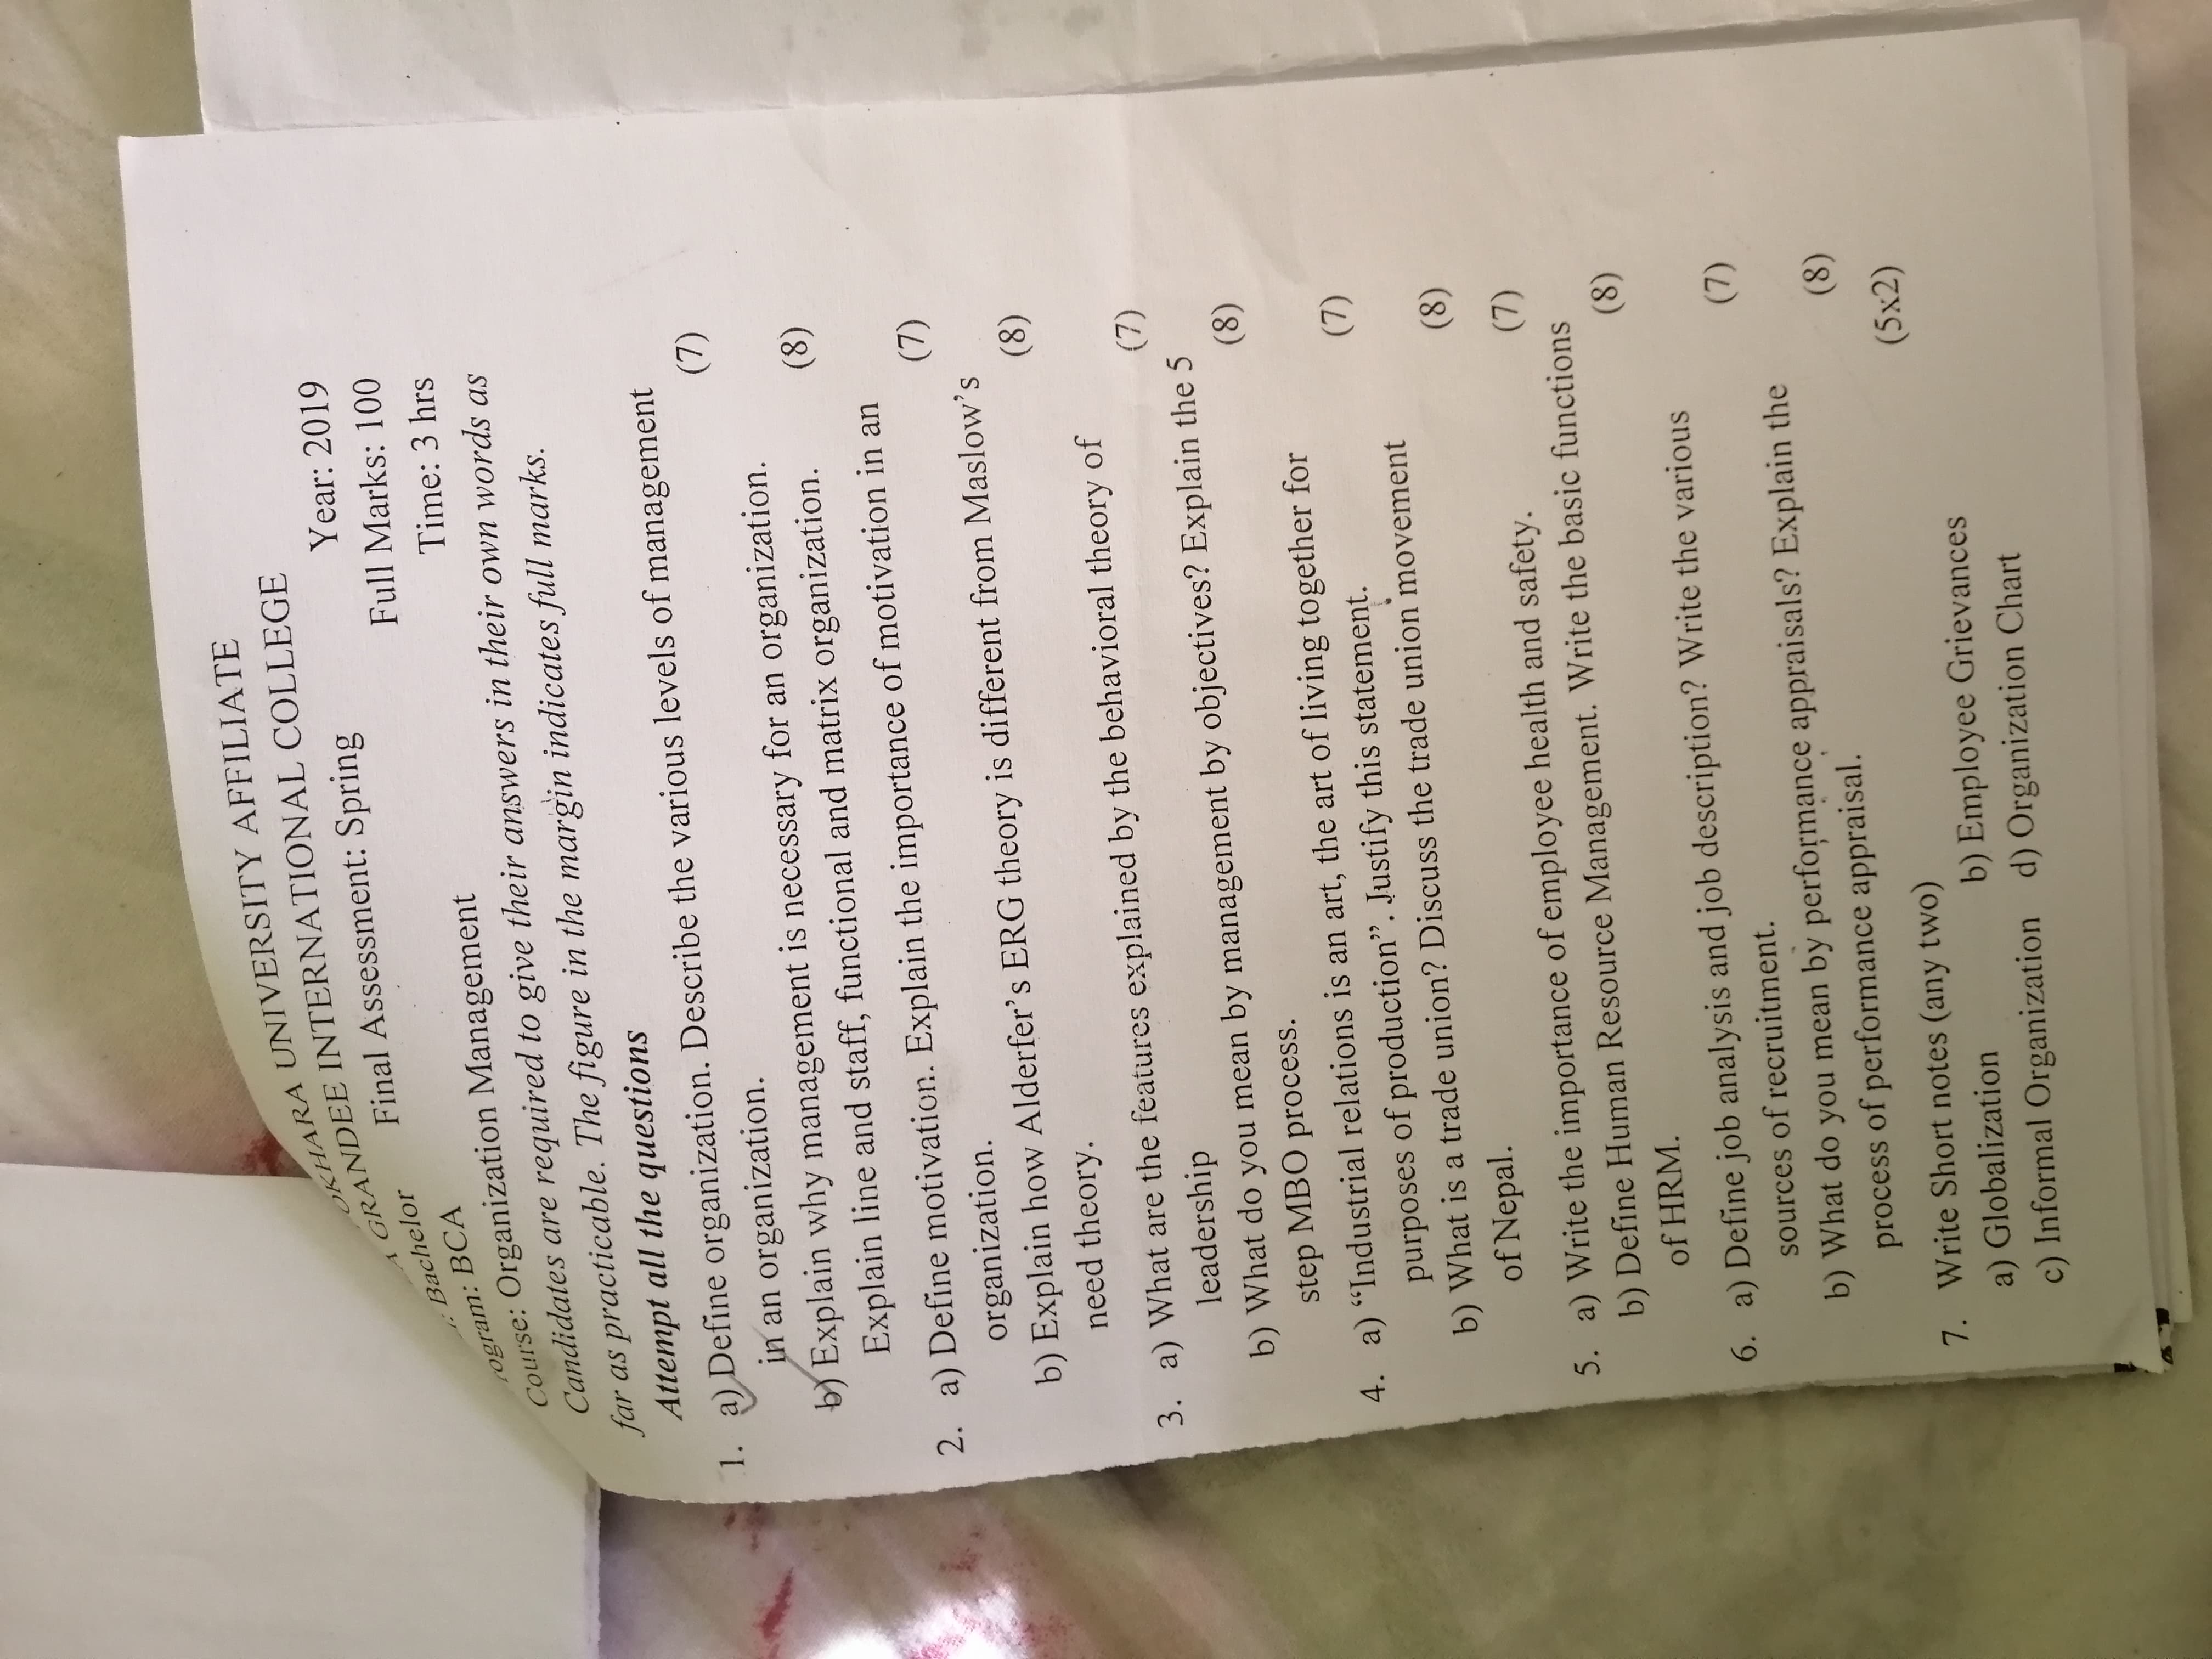 UNIVERSITY AFFILIATE
GRANDEE INTERNATIONAL COLLEGE
Final Assessment: Spring
Year: 2019
Bachelor
Full Marks: 100
BCA
Time: 3 hrs
Course: Organization Management
Candidates are required to give their answers in their own words as
far as practicable. The figure in the margin indicates full marks.
Attempt all the questions
1. a) Define organization. Describe the various levels of management
in an organization. (7)
b) Explain why management is necessary for an organization.
Explain line and staff, functional and matrix organization. (8)
2. a) Define motivation. Explain the importance of motivation in an
organization. (7)
b) Explain how Alderfer's ERG theory is different from Maslow's
need theory. (8)
3. a) What are the features explained by the behavioral theory of
leadership (7)
b) What do you mean by management by objectives? Explain the 5
step MBO process. (8)
4. a) “Industrial relations is an art, the art of living together for
purposes of production”. Justify this statement. (7)
b) What is a trade union? Discuss the trade union movement
of Nepal. (8)
5. a) Write the importance of employee health and safety. (7)
b) Define Human Resource Management. Write the basic functions
of HRM. (8)
6. a) Define job analysis and job description? Write the various
sources of recruitment. (7)
b) What do you mean by performance appraisals? Explain the
process of performance appraisal. (8)
7. Write Short notes (any two) (5x2)
a) Globalization b) Employee Grievances
c) Informal Organization d) Organization Chart